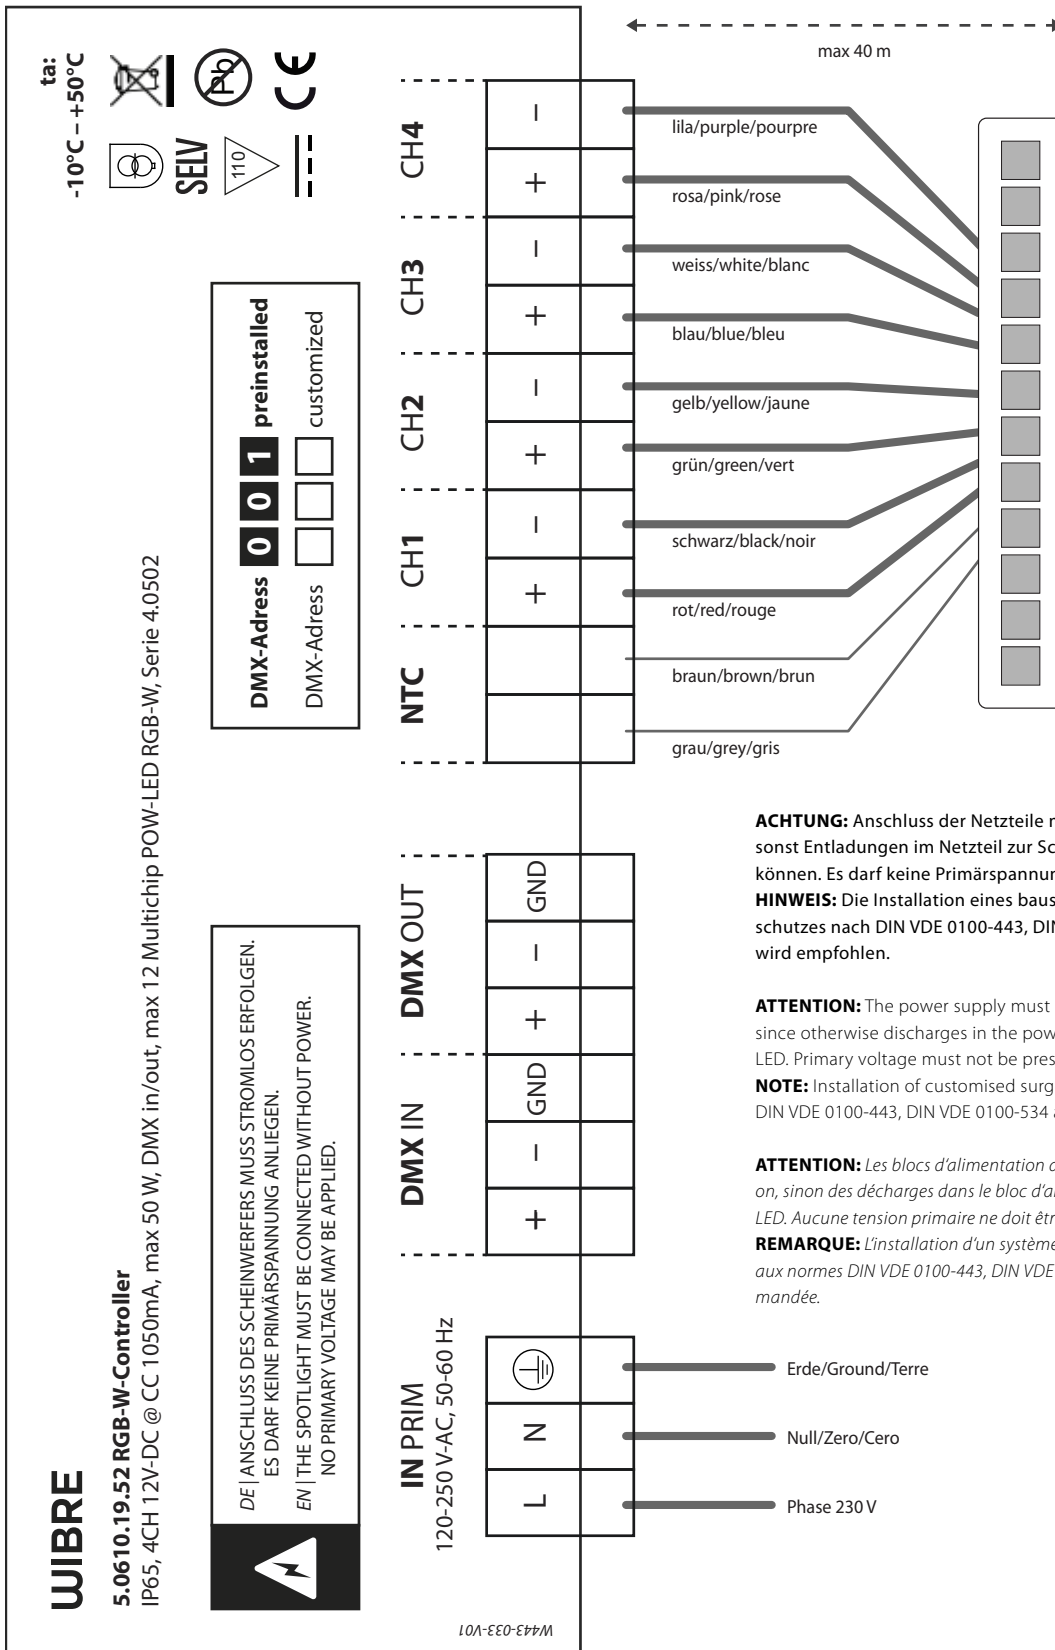 WIBRE
5.0610.19.52 RGB-W-Controller
IP65, 4CH 12V-DC @ CC 1050mA, max 50 W, DMX in/out, max 12 Multichip POW-LED RGB-W, Serie 4.0502
ta:
-10°C – +50°C
SELV
110
Pb
CE
DE | ANSCHLUSS DES SCHEINWERFERS MUSS STROMLOS ERFOLGEN.
ES DARF KEINE PRIMÄRSPANNUNG ANLIEGEN.
EN | THE SPOTLIGHT MUST BE CONNECTED WITHOUT POWER.
NO PRIMARY VOLTAGE MAY BE APPLIED.
DMX-Adress 0 0 1 preinstalled
DMX-Adress customized
IN PRIM
120-250 V-AC, 50-60 Hz
DMX IN
DMX OUT
NTC
CH1
CH2
CH3
CH4
L N
+ − GND + − GND
+ − + − + − + −
W443-033-V01
max 40 m
lila/purple/pourpre
rosa/pink/rose
weiss/white/blanc
blau/blue/bleu
gelb/yellow/jaune
grün/green/vert
schwarz/black/noir
rot/red/rouge
braun/brown/brun
grau/grey/gris
ACHTUNG: Anschluss der Netzteile
sonst Entladungen im Netzteil zur
können. Es darf keine
HINWEIS: Die Installation eines
schutzes nach DIN VDE 0100-443,
wird empfohlen.
ATTENTION: The power supply must
since otherwise discharges in the
LED. Primary voltage must not be
NOTE: Installation of customised
DIN VDE 0100-443, DIN VDE 0100-534
ATTENTION: Les blocs d'alimentation
on, sinon des décharges dans le bloc
LED. Aucune tension primaire ne doit
REMARQUE: L'installation d'un système
aux normes DIN VDE 0100-443, DIN VDE
mandée.
Erde/Ground/Terre
Null/Zero/Cero
Phase 230 V